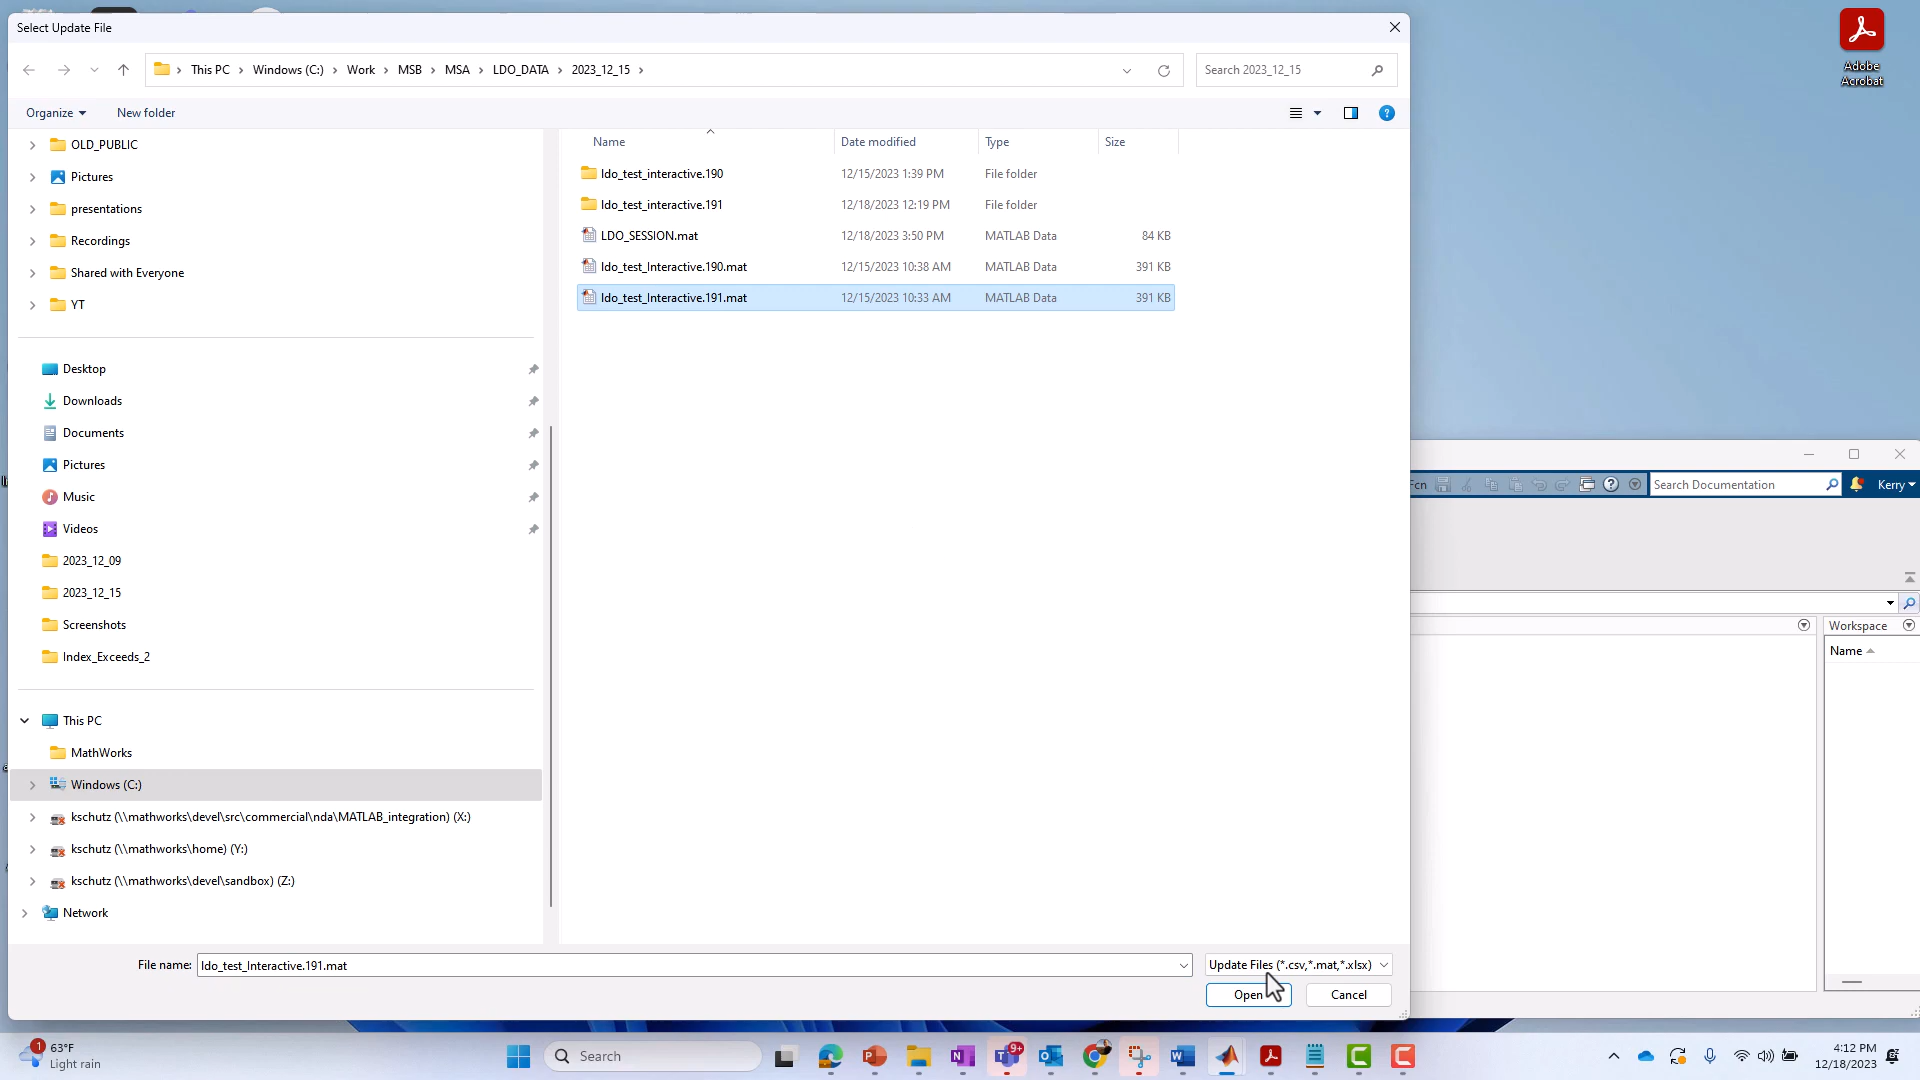 Select Update File
This PC > Windows (C:) > Work > MSB > MSA > LDO_DATA > 2023_12_15 >
Search 2023_12_15
Organize
New folder
OLD_PUBLIC
Pictures
presentations
Recordings
Shared with Everyone
YT
Desktop
Downloads
Documents
Pictures
Music
Videos
2023_12_09
2023_12_15
Screenshots
Index_Exceeds_2
This PC
MathWorks
Windows (C:)
kschutz (\\mathworks\devel\src\commercial\nda\MATLAB_integration) (X:)
kschutz (\\mathworks\home) (Y:)
kschutz (\\mathworks\devel\sandbox) (Z:)
Network
Name Date modified Type Size
ldo_test_interactive.190 12/15/2023 1:39 PM File folder
ldo_test_interactive.191 12/18/2023 12:19 PM File folder
LDO_SESSION.mat 12/18/2023 3:50 PM MATLAB Data 84 KB
ldo_test_Interactive.190.mat 12/15/2023 10:38 AM MATLAB Data 391 KB
ldo_test_Interactive.191.mat 12/15/2023 10:33 AM MATLAB Data 391 KB
File name: ldo_test_Interactive.191.mat
Update Files (*.csv,*.mat,*.xlsx)
Open
Cancel
Adobe
Acrobat
Search Documentation
Kerry
Workspace
Name
1
63°F
Light rain
Search
9+
4:12 PM
12/18/2023